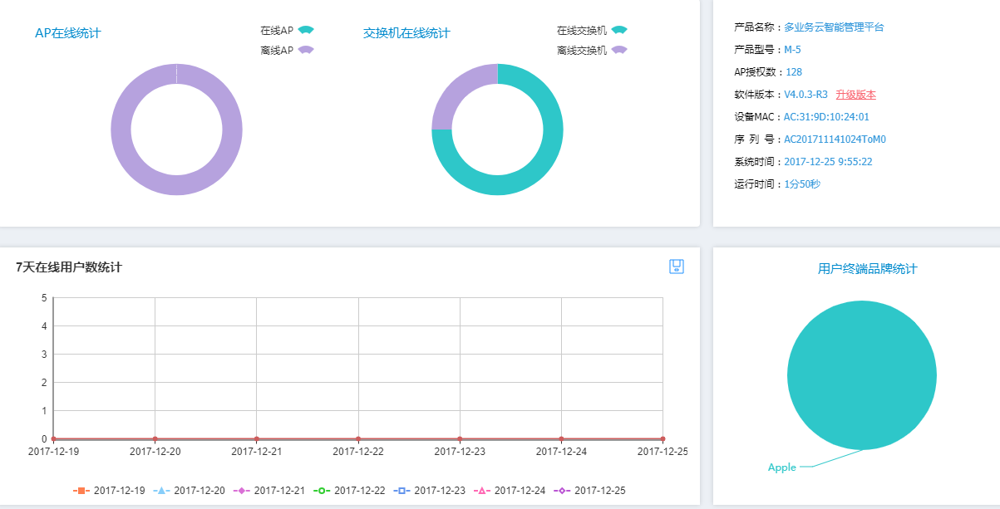 AP在线统计
在线AP
离线AP
交换机在线统计
在线交换机
离线交换机
产品名称：多业务云智能管理平台
产品型号：M-5
AP授权数：128
软件版本：V4.0.3-R3 升级版本
设备MAC：AC:31:9D:10:24:01
序 列 号：AC201711141024ToM0
系统时间：2017-12-25 9:55:22
运行时间：1分50秒
7天在线用户数统计
5
4
3
2
1
0
2017-12-19 2017-12-20 2017-12-21 2017-12-22 2017-12-23 2017-12-24 2017-12-25
2017-12-19 2017-12-20 2017-12-21 2017-12-22 2017-12-23 2017-12-24 2017-12-25
用户终端品牌统计
Apple